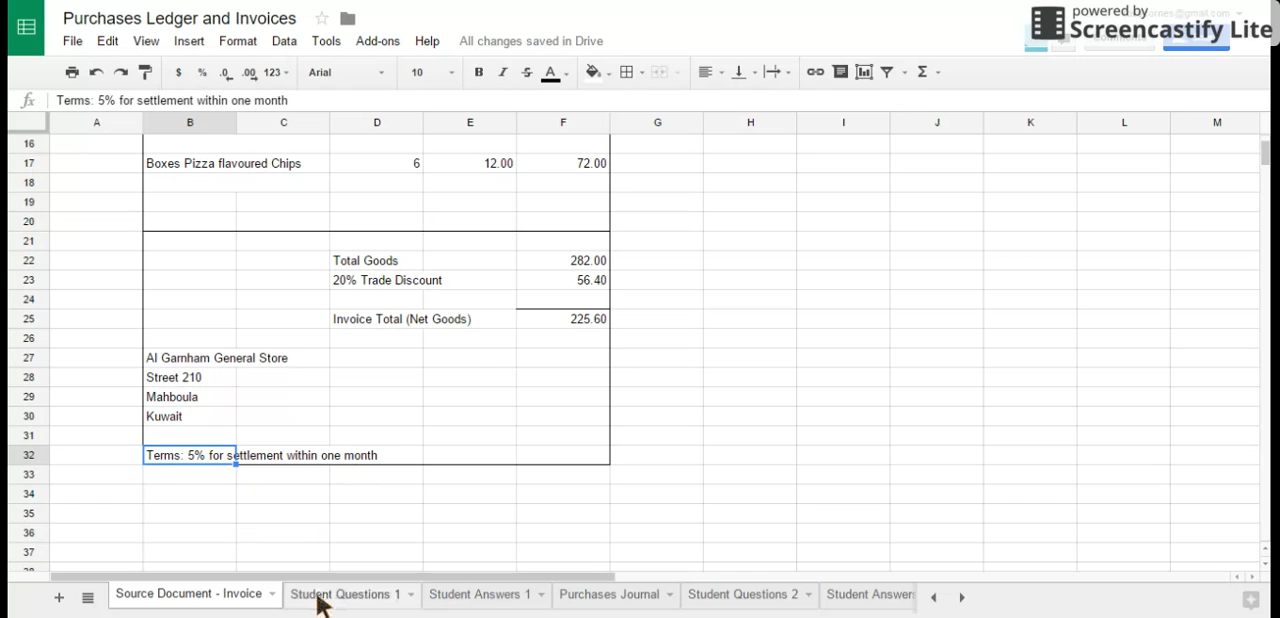 Purchases Ledger and Invoices
powered by
Screencastify Lite
File Edit View Insert Format Data Tools Add-ons Help All changes saved in Drive
$ % .0 .00 123 Arial 10 B I S A Σ
fx Terms: 5% for settlement within one month
A B C D E F G H I J K L M
16
17 Boxes Pizza flavoured Chips 6 12.00 72.00
18
19
20
21
22 Total Goods 282.00
23 20% Trade Discount 56.40
24
25 Invoice Total (Net Goods) 225.60
26
27 Al Garnham General Store
28 Street 210
29 Mahboula
30 Kuwait
31
32 Terms: 5% for settlement within one month
33
34
35
36
37
Source Document - Invoice Student Questions 1 Student Answers 1 Purchases Journal Student Questions 2 Student Answer